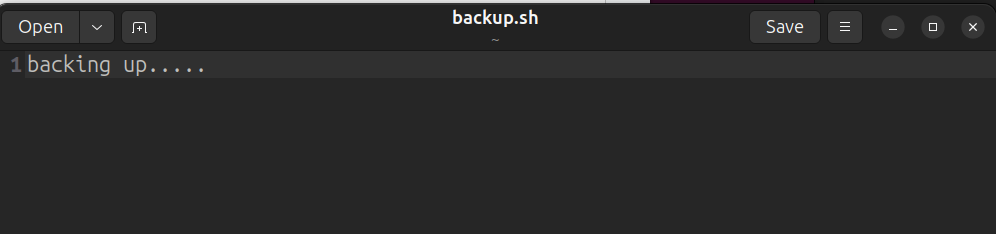 Open backup.sh Save
~
1 backing up.....